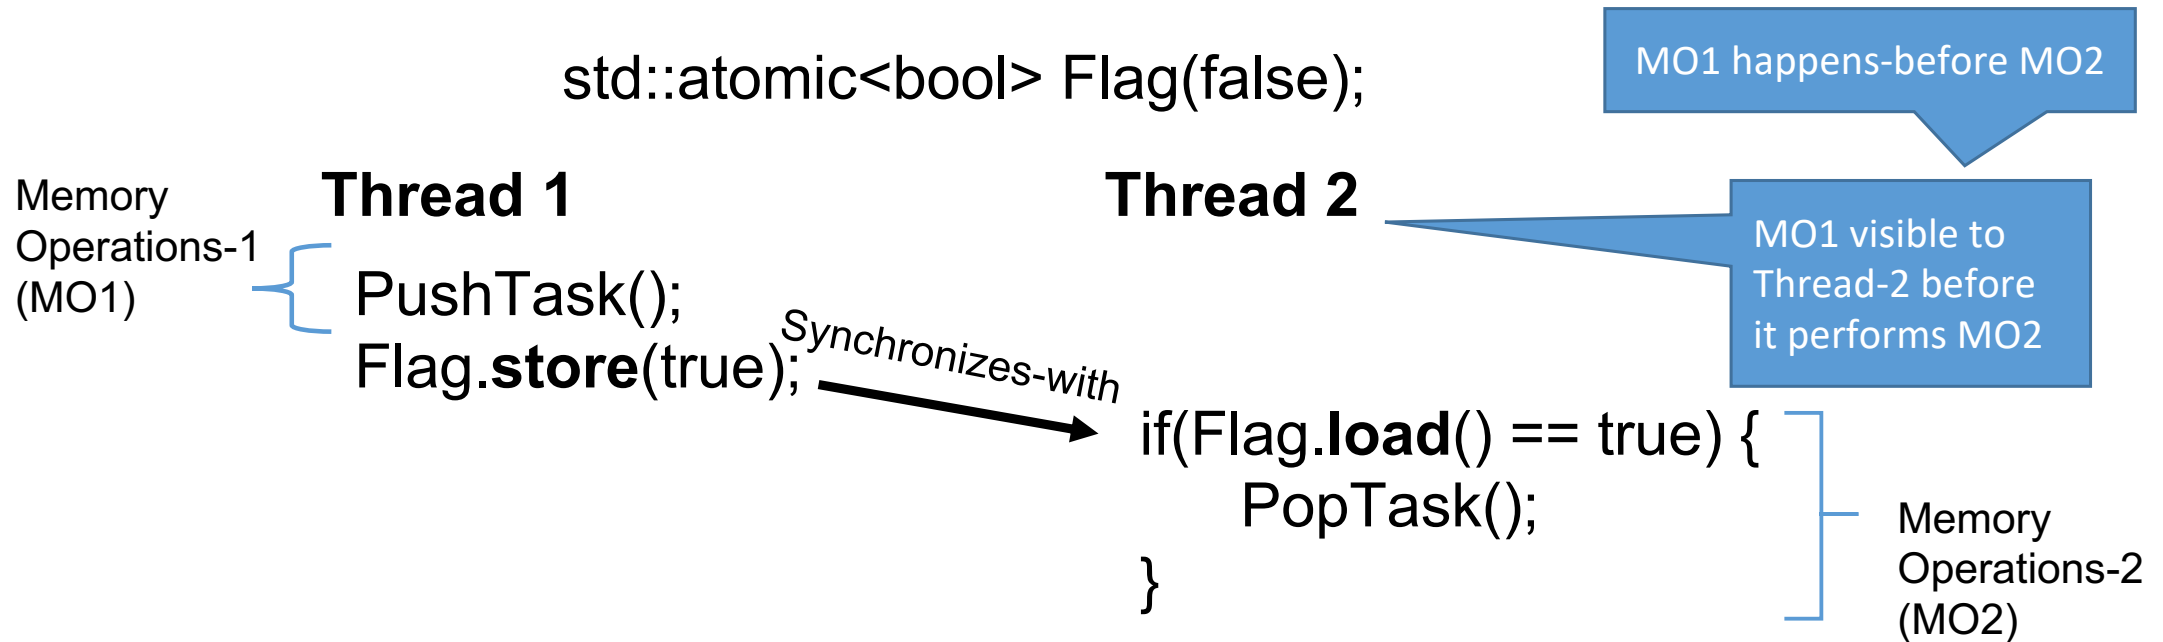 std::atomic<bool> Flag(false);
MO1 happens-before MO2
Memory
Operations-1
(MO1)
Thread 1
PushTask();
Flag.store(true);
Synchronizes-with
Thread 2
MO1 visible to
Thread-2 before
it performs MO2
if(Flag.load() == true) {
PopTask();
}
Memory
Operations-2
(MO2)